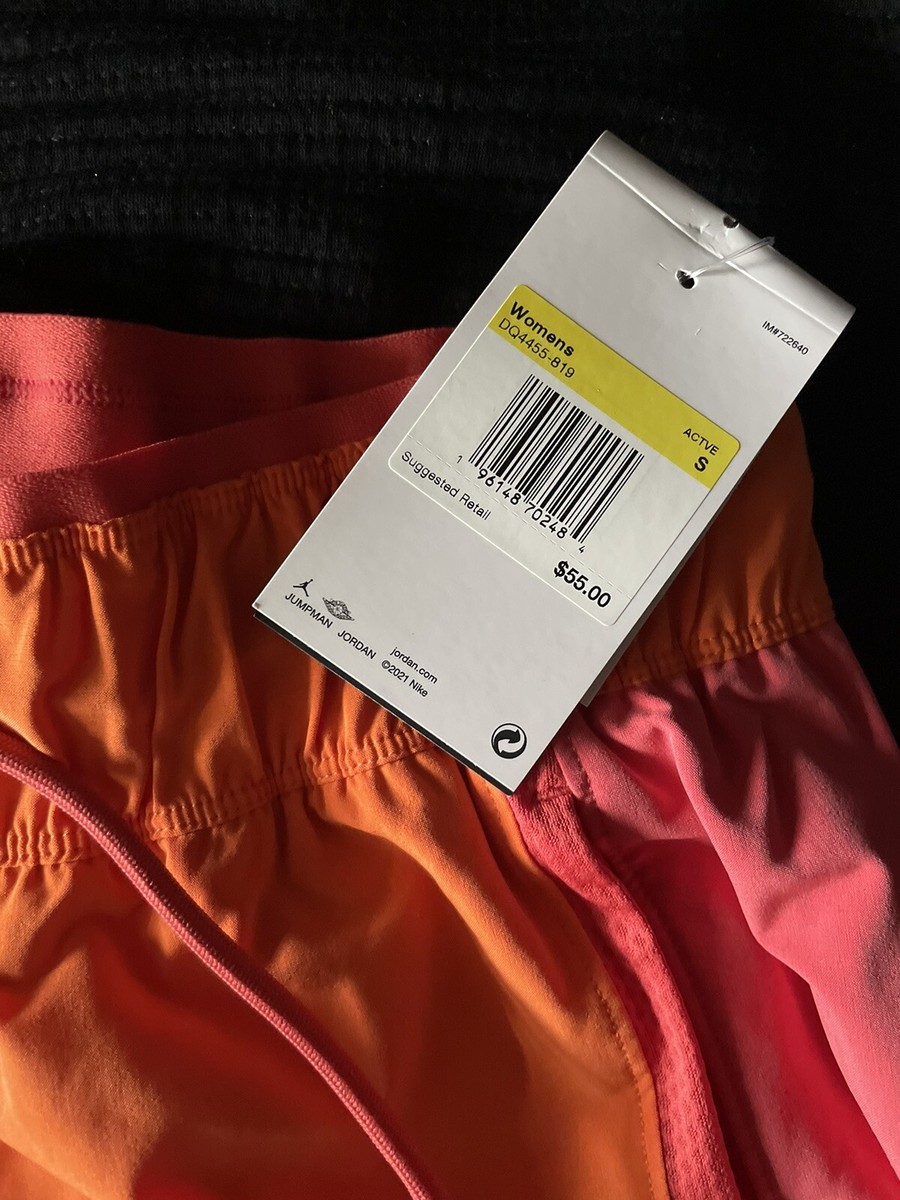 IM#722640
Womens
DQ4455-819
ACTVE
S
1 96148 70248 4
Suggested Retail
$55.00
JUMPMAN JORDAN
jordan.com
©2021 Nike